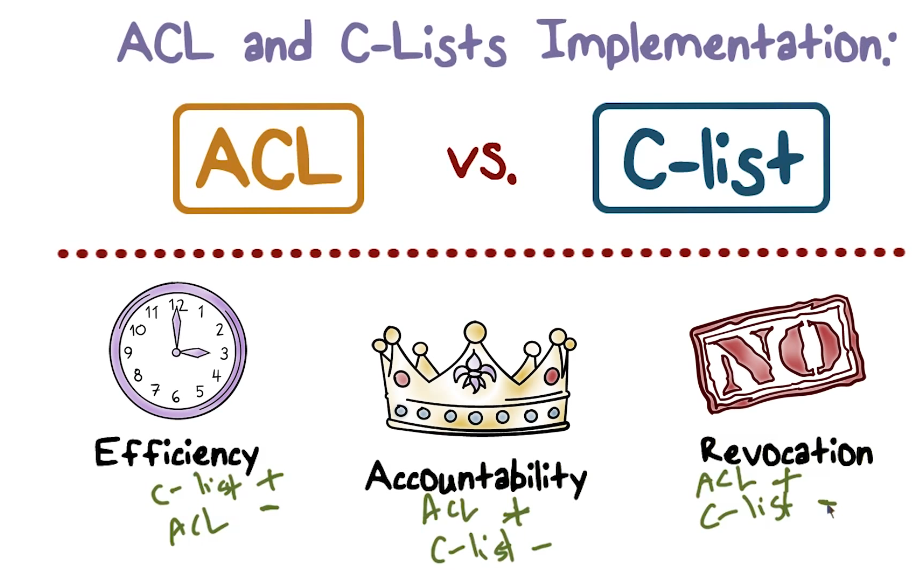 ACL and C-Lists Implementation:
ACL vs. C-list
12
11 1
10 2
9 3
8 4
7 5
6
NO
Efficiency
C-list +
ACL -
Accountability
ACL +
C-list -
Revocation
ACL +
C-list -